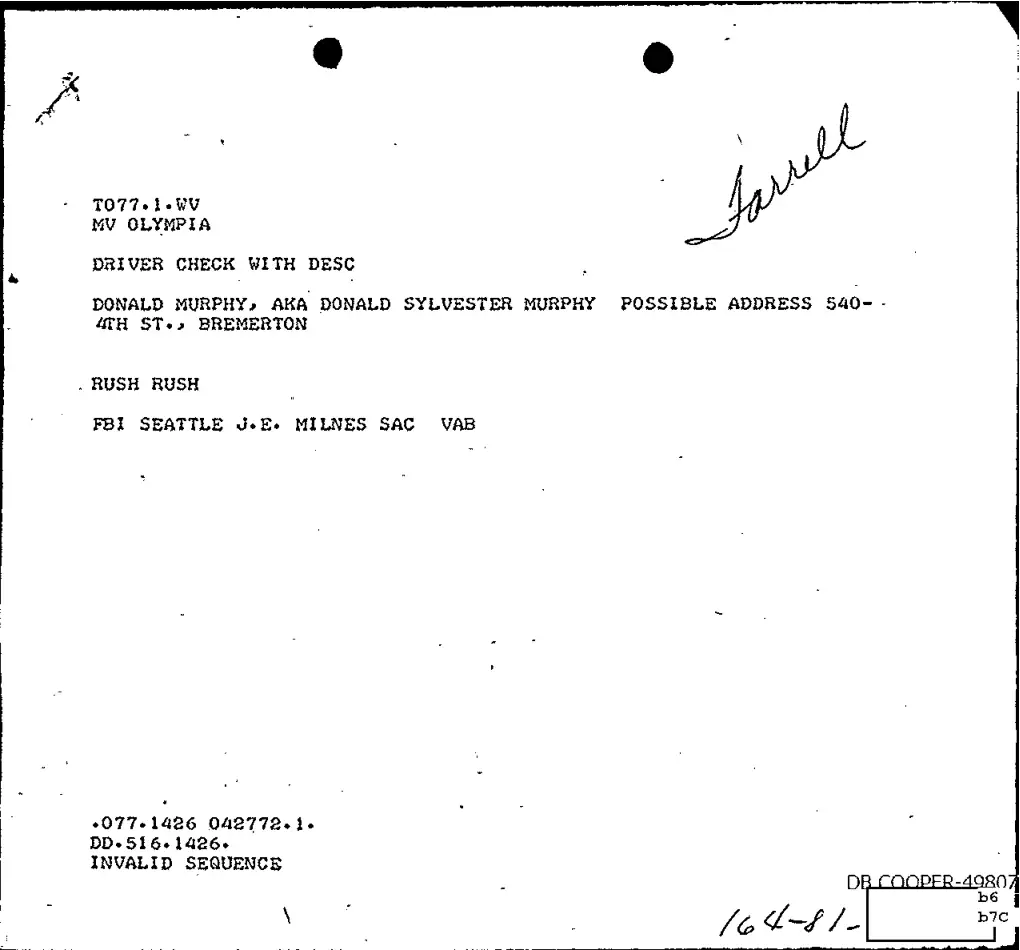 Farrell
T077.1.WV
MV OLYMPIA
DRIVER CHECK WITH DESC
DONALD MURPHY, AKA DONALD SYLVESTER MURPHY POSSIBLE ADDRESS 540-
4TH ST., BREMERTON
RUSH RUSH
FBI SEATTLE J.E. MILNES SAC VAB
.077.1426 042772.1.
DD.516.1426.
INVALID SEQUENCE
DB COOPER-49807
b6
b7C
164-81-